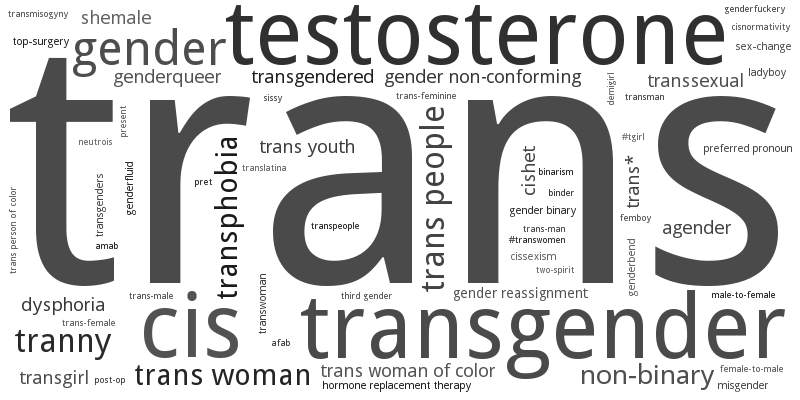 transmisogyny
shemale
testosterone
genderfuckery
cisnormativity
top-surgery
gender
sex-change
genderqueer
transgendered
gender non-conforming
transsexual
ladyboy
trans
sissy
trans-feminine
demigirl
transman
present
neutrois
trans youth
transphobia
trans people
cishet
#tgirl
preferred pronoun
translatina
genderfluid
pret
binarism
trans*
binder
transgenders
trans person of color
gender binary
femboy
transpeople
trans-man
agender
amab
#transwomen
cissexism
genderbend
two-spirit
transwoman
dysphoria
trans-male
third gender
gender reassignment
male-to-female
cis
transgender
trans-female
tranny
afab
transgirl
post-op
trans woman
trans woman of color
hormone replacement therapy
non-binary
female-to-male
misgender